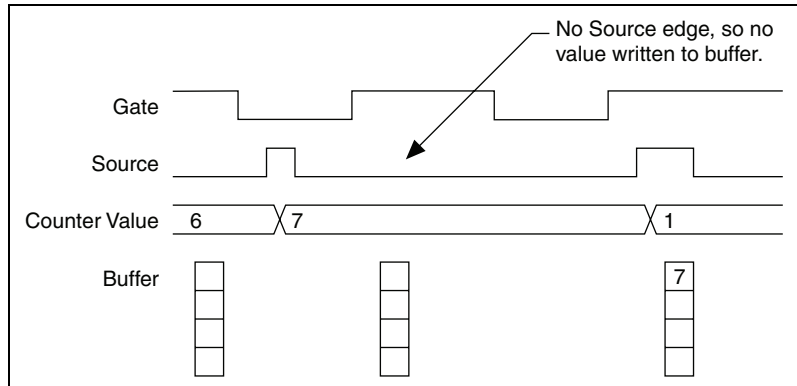 No Source edge, so no
value written to buffer.
Gate
Source
Counter Value 6 7 1
Buffer 7